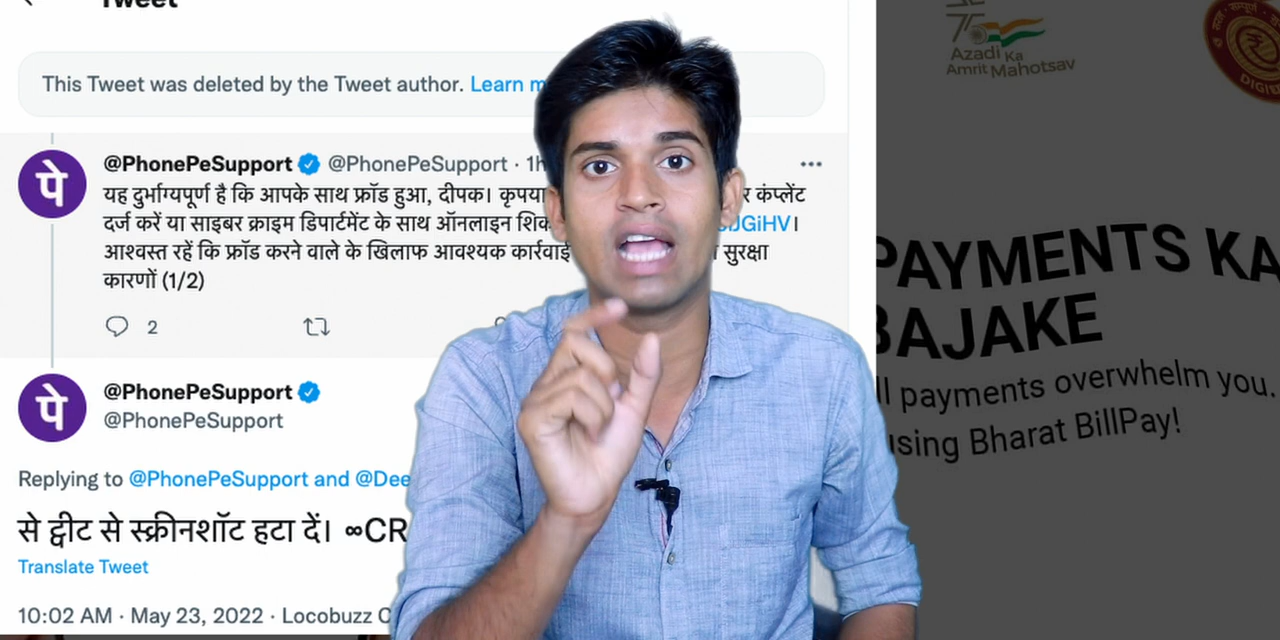 Tweet
This Tweet was deleted by the Tweet author. Learn
@PhonePeSupport @PhonePeSupport · 1h
यह दुर्भाग्यपूर्ण है कि आपके साथ फ्रॉड हुआ, दीपक। कृपया कंप्लेंट
दर्ज करें या साइबर क्राइम डिपार्टमेंट के साथ ऑनलाइन
आश्वस्त रहें कि फ्रॉड करने वाले के खिलाफ आवश्यक कार्रवाई सुरक्षा
कारणों (1/2)
2
@PhonePeSupport
@PhonePeSupport
Replying to @PhonePeSupport and
से ट्वीट से स्क्रीनशॉट हटा दें। ∞CR
Translate Tweet
10:02 AM · May 23, 2022 · Locobuzz
75
Azadi Ka
Amrit Mahotsav
PAYMENTS KA
BAJAKE
payments overwhelm you.
using Bharat BillPay!